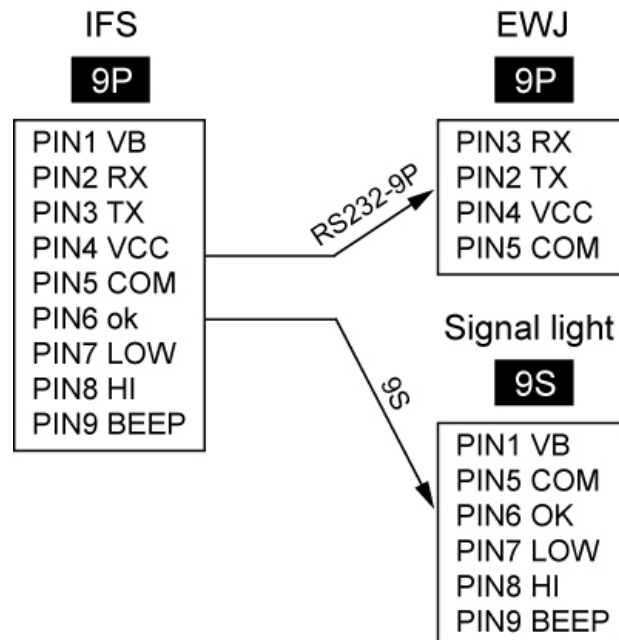 IFS
9P
PIN1 VB
PIN2 RX
PIN3 TX
PIN4 VCC
PIN5 COM
PIN6 ok
PIN7 LOW
PIN8 HI
PIN9 BEEP
RS232-9P
9S
EWJ
9P
PIN3 RX
PIN2 TX
PIN4 VCC
PIN5 COM
Signal light
9S
PIN1 VB
PIN5 COM
PIN6 OK
PIN7 LOW
PIN8 HI
PIN9 BEEP